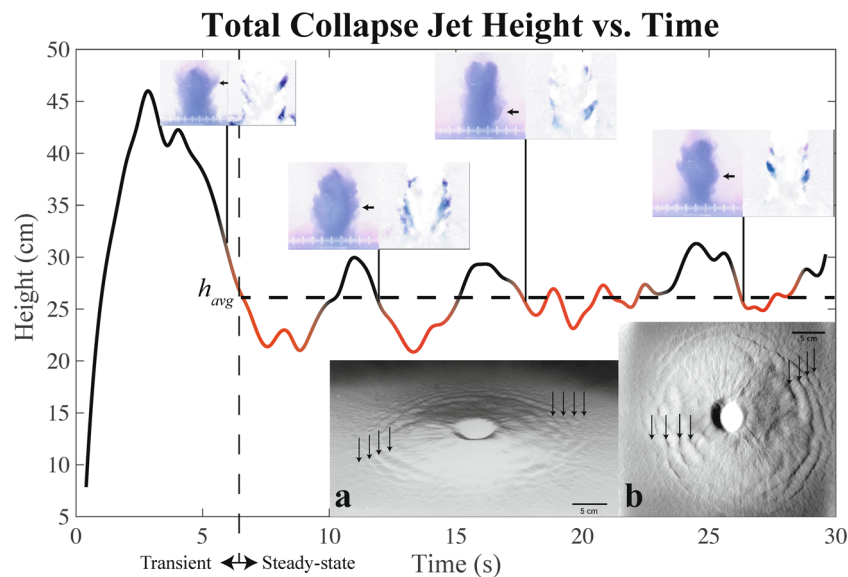 Total Collapse Jet Height vs. Time
50
45
40
35
30
25
20
15
10
5
Height (cm)
h_avg
a
5 cm
b
5 cm
0
5
10
15
20
25
30
Transient
Steady-state
Time (s)